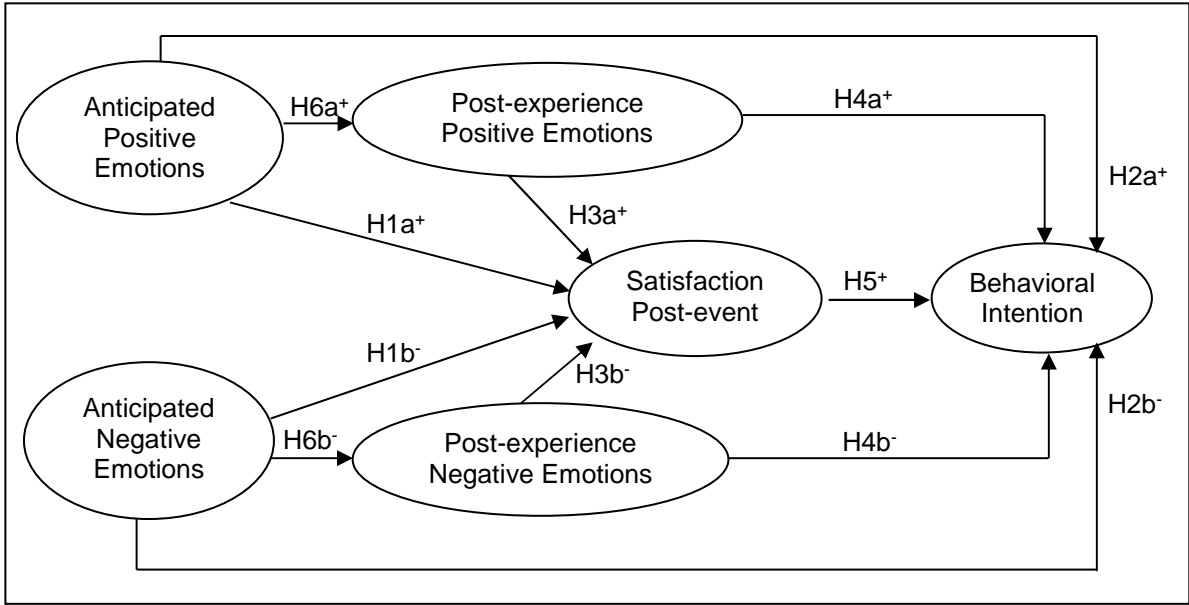 Anticipated
Positive
Emotions
H6a⁺
Post-experience
Positive Emotions
H4a⁺
H2a⁺
H1a⁺
H3a⁺
Satisfaction
Post-event
H5⁺
Behavioral
Intention
H1b⁻
H3b⁻
Anticipated
Negative
Emotions
H6b⁻
Post-experience
Negative Emotions
H4b⁻
H2b⁻